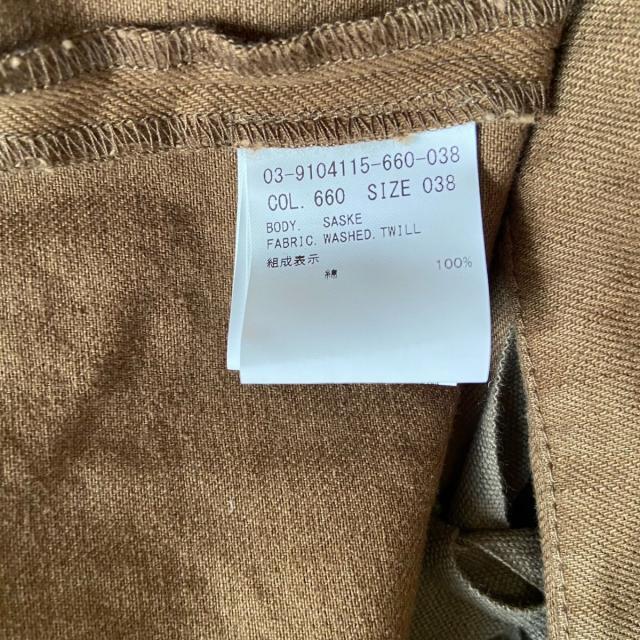 03-9104115-660-038
COL. 660 SIZE 038
BODY. SASKE
FABRIC. WASHED. TWILL
組成表示
綿 100%